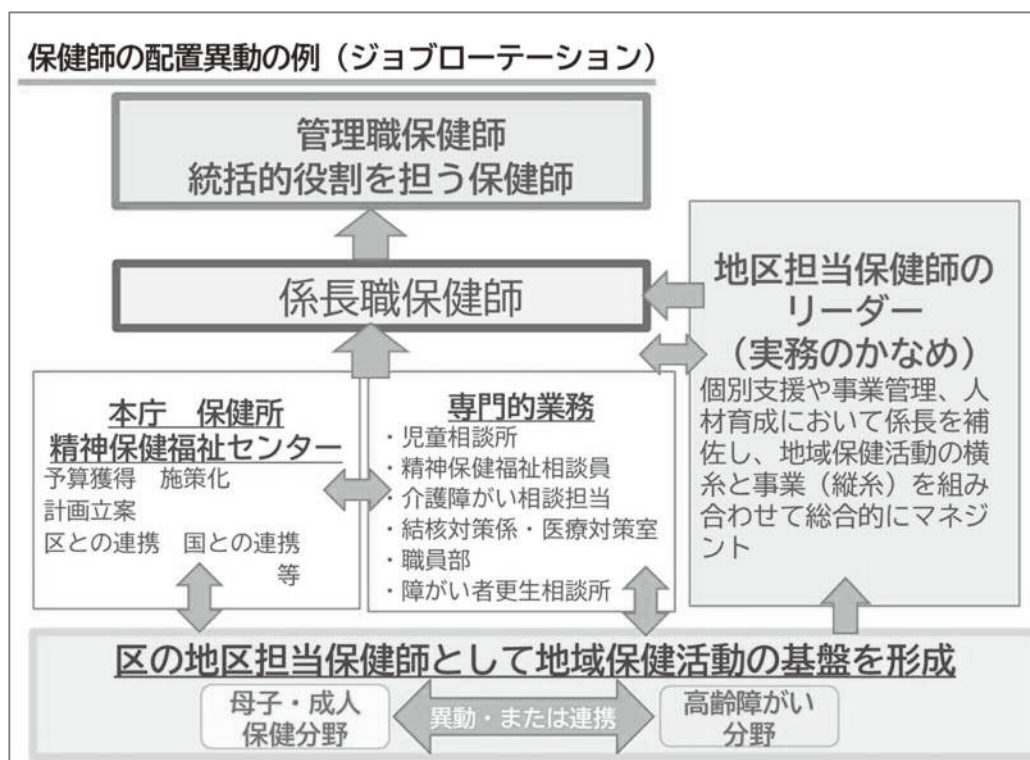 保健師の配置異動の例（ジョブローテーション）
管理職保健師
統括的役割を担う保健師
係長職保健師
地区担当保健師の
リーダー
（実務のかなめ）
個別支援や事業管理、人
材育成において係長を補
佐し、地域保健活動の横
糸と事業（縦糸）を組み
合わせて総合的にマネジ
ント
本庁　保健所
精神保健福祉センター
予算獲得　施策化
計画立案
区との連携　国との連携
等
専門的業務
・児童相談所
・精神保健福祉相談員
・介護障がい相談担当
・結核対策係・医療対策室
・職員部
・障がい者更生相談所
区の地区担当保健師として地域保健活動の基盤を形成
母子・成人
保健分野
異動・または連携
高齢障がい
分野